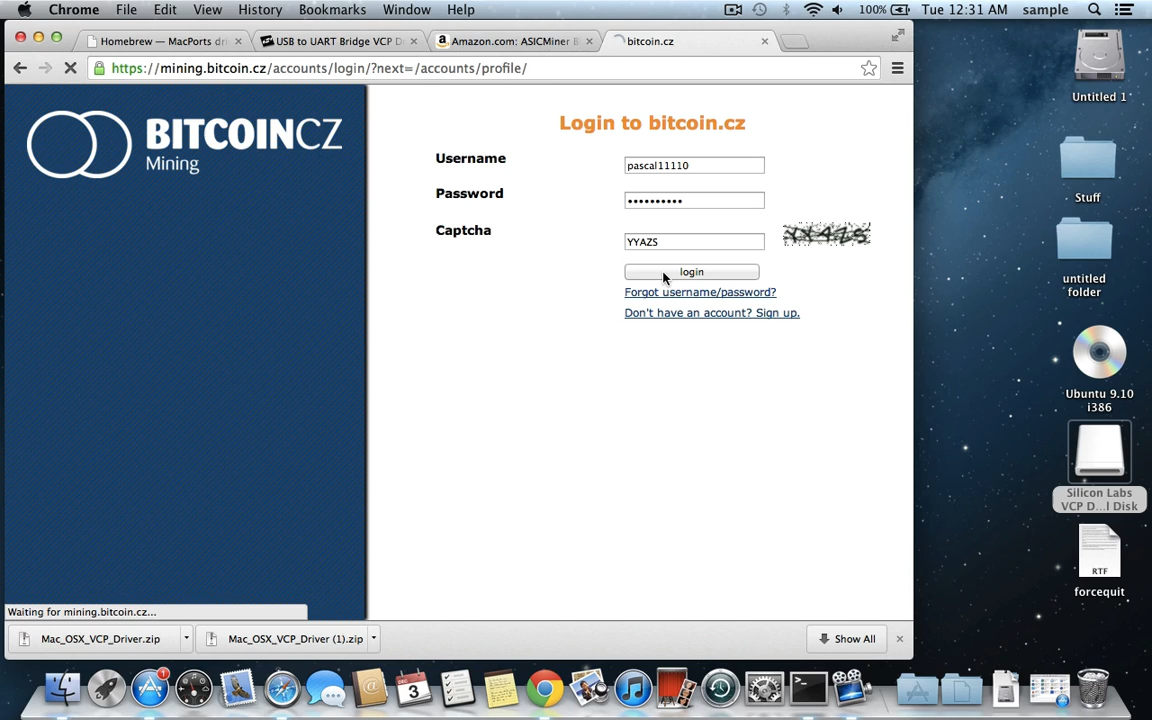 Chrome File Edit View History Bookmarks Window Help 100% Tue 12:31 AM sample
Homebrew — MacPorts dri
USB to UART Bridge VCP D
Amazon.com: ASICMiner B
bitcoin.cz
https://mining.bitcoin.cz/accounts/login/?next=/accounts/profile/
BITCOINCZ
Mining
Login to bitcoin.cz
Username
pascal11110
Password
••••••••••
Captcha
YYAZS
login
Forgot username/password?
Don't have an account? Sign up.
Waiting for mining.bitcoin.cz...
Mac_OSX_VCP_Driver.zip
Mac_OSX_VCP_Driver (1).zip
Show All
Untitled 1
Stuff
untitled
folder
Ubuntu 9.10
i386
Silicon Labs
VCP D...l Disk
RTF
forcequit
1
DEC
3